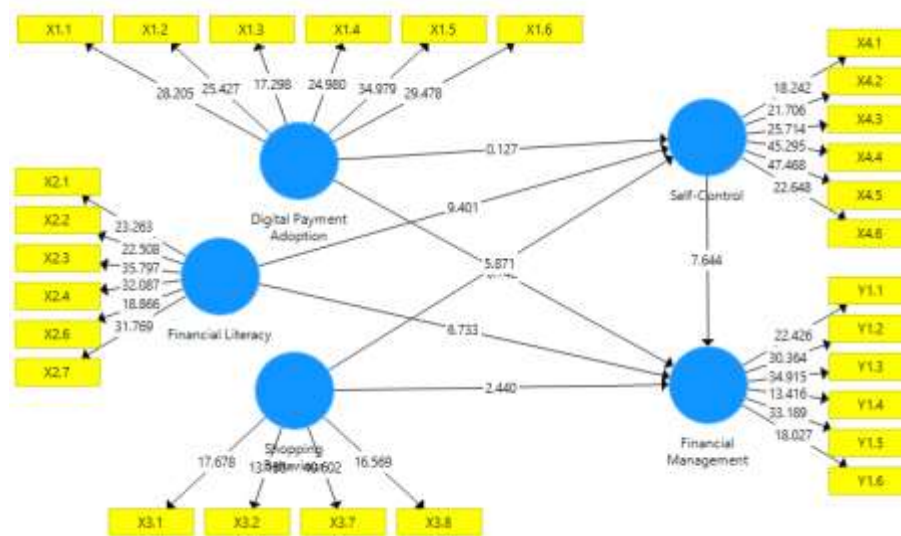 X1.1
X1.2
X1.3
X1.4
X1.5
X1.6
28.205
25.427
17.298
24.980
34.979
29.478
Digital Payment
Adoption
X2.1
X2.2
X2.3
X2.4
X2.6
X2.7
23.263
22.508
35.797
32.087
18.866
31.769
Financial Literacy
Shopping
17.678
16.569
X3.1
X3.2
X3.7
X3.8
0.127
9.401
5.871
6.733
2.440
7.644
X4.1
X4.2
X4.3
X4.4
X4.5
X4.6
18.242
21.706
25.714
45.295
47.468
22.648
Self-Control
Y1.1
Y1.2
Y1.3
Y1.4
Y1.5
Y1.6
22.426
30.364
34.915
13.416
33.189
18.027
Financial
Management